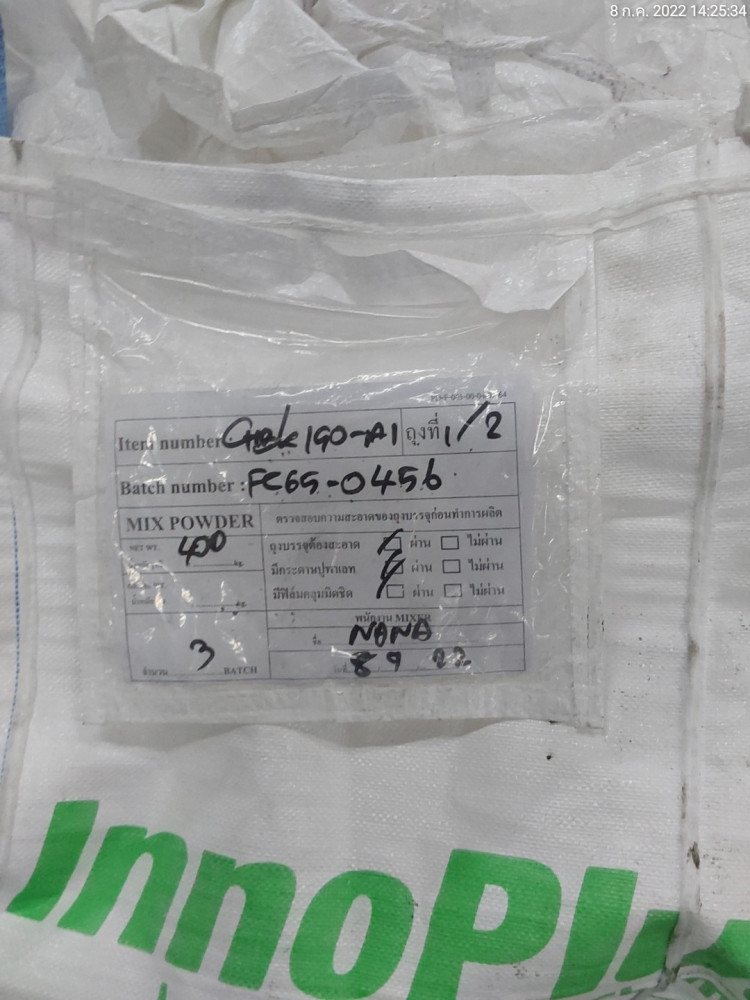 8 ก.ค. 2022 14:25:34
Item number 190-A1 ถุงที่ 1/2
Batch number : FC65-0456
MIX POWDER ตรวจสอบความสะอาดของถุงบรรจุก่อนทำการผลิต
NET WT. 400 kg. ถุงบรรจุต้องสะอาด ผ่าน ไม่ผ่าน
มีกระดาษปูพาเลท ผ่าน ไม่ผ่าน
มีฟิล์มคลุมมิดชิด ผ่าน ไม่ผ่าน
พนักงาน MIXER
ชื่อ NANA
จำนวน 3 BATCH
22
InnoPlu